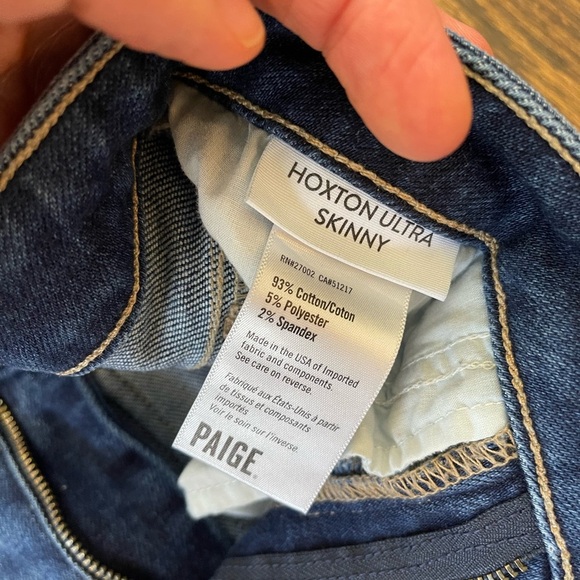 HOXTON ULTRA
SKINNY
RN#27002 CA#51217
93% Cotton/Coton
5% Polyester
2% Spandex
Made in the USA of Imported
fabric and components.
See care on reverse.
Fabriqué aux États-Unis à partir
de tissus et composants
importés
Voir le soin sur l'inverse.
PAIGE